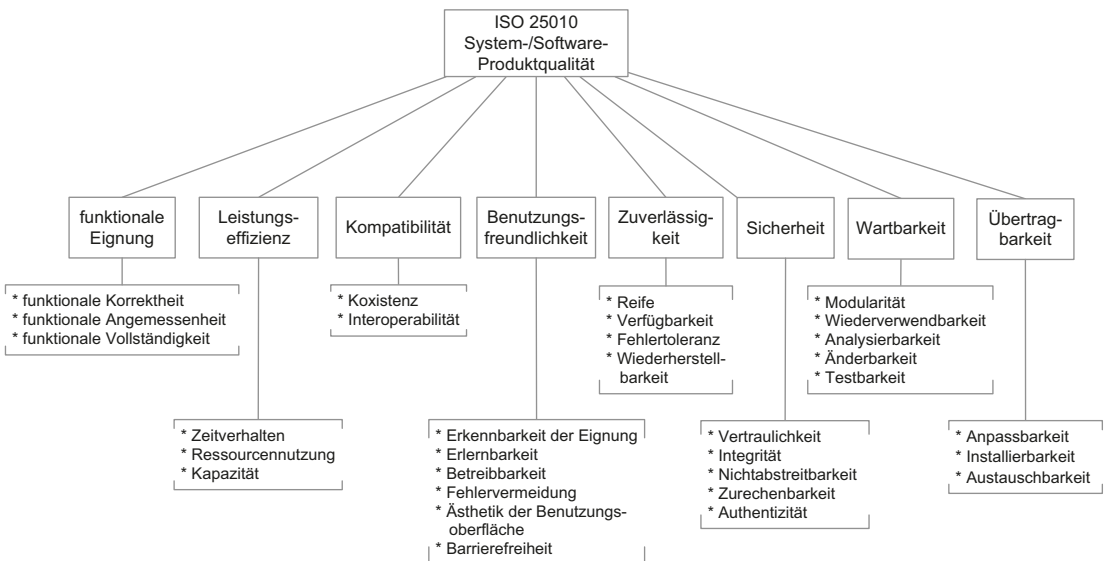 ISO 25010
System-/Software-
Produktqualität
funktionale
Eignung
Leistungs-
effizienz
Kompatibilität
Benutzungs-
freundlichkeit
Zuverlässig-
keit
Sicherheit
Wartbarkeit
Übertrag-
barkeit
* funktionale Korrektheit
* funktionale Angemessenheit
* funktionale Vollständigkeit
* Koxistenz
* Interoperabilität
* Reife
* Verfügbarkeit
* Fehlertoleranz
* Wiederherstell-
barkeit
* Modularität
* Wiederverwendbarkeit
* Analysierbarkeit
* Änderbarkeit
* Testbarkeit
* Zeitverhalten
* Ressourcennutzung
* Kapazität
* Erkennbarkeit der Eignung
* Erlernbarkeit
* Betreibbarkeit
* Fehlervermeidung
* Ästhetik der Benutzungs-
oberfläche
* Barrierefreiheit
* Vertraulichkeit
* Integrität
* Nichtabstreitbarkeit
* Zurechenbarkeit
* Authentizität
* Anpassbarkeit
* Installierbarkeit
* Austauschbarkeit